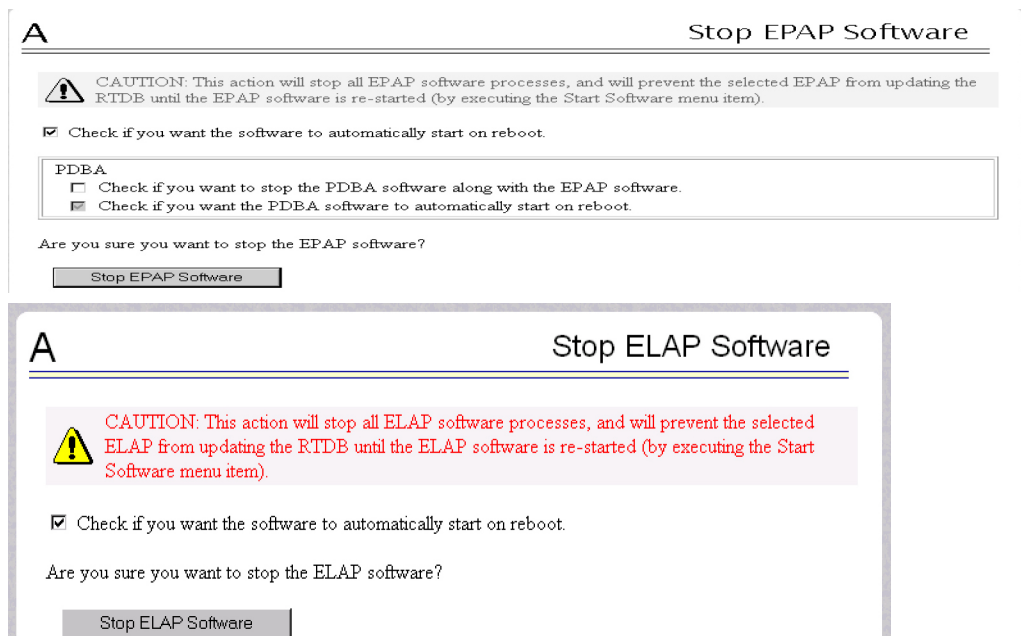 A
Stop EPAP Software
CAUTION: This action will stop all EPAP software processes, and will prevent the selected EPAP from updating the
RTDB until the EPAP software is re-started (by executing the Start Software menu item).
Check if you want the software to automatically start on reboot.
PDBA
Check if you want to stop the PDBA software along with the EPAP software.
Check if you want the PDBA software to automatically start on reboot.
Are you sure you want to stop the EPAP software?
Stop EPAP Software
A
Stop ELAP Software
CAUTION: This action will stop all ELAP software processes, and will prevent the selected
ELAP from updating the RTDB until the ELAP software is re-started (by executing the Start
Software menu item).
Check if you want the software to automatically start on reboot.
Are you sure you want to stop the ELAP software?
Stop ELAP Software